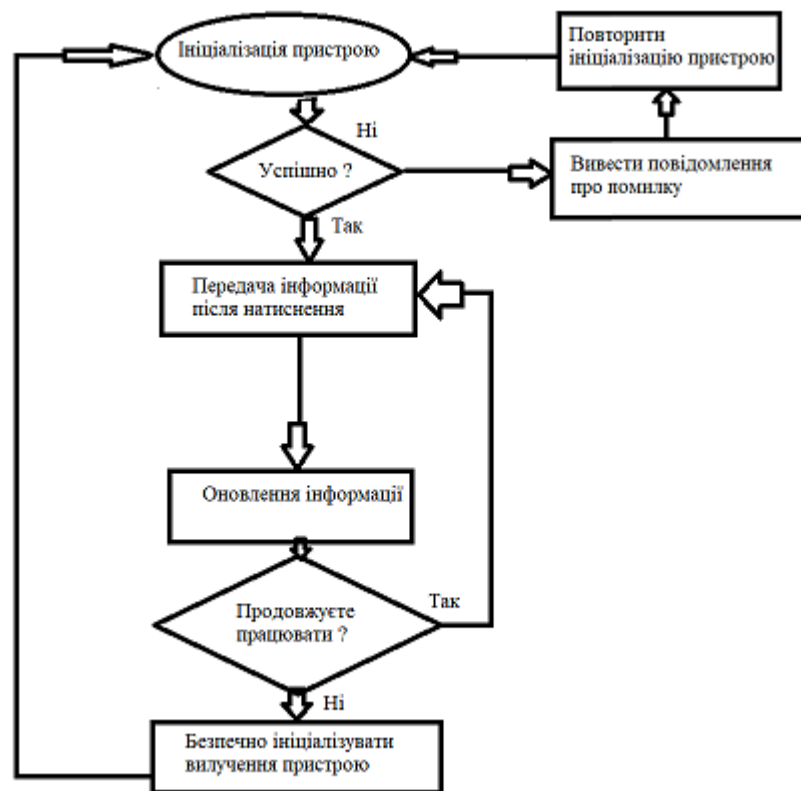 Ініціалізація пристрою
Повторити
ініціалізацію пристрою
Ні
Успішно ?
Вивести повідомлення
про помилку
Так
Передача інформації
після натиснення
Оновлення інформації
Продовжуєте
працювати ?
Так
Ні
Безпечно ініціалізувати
вилучення пристрою